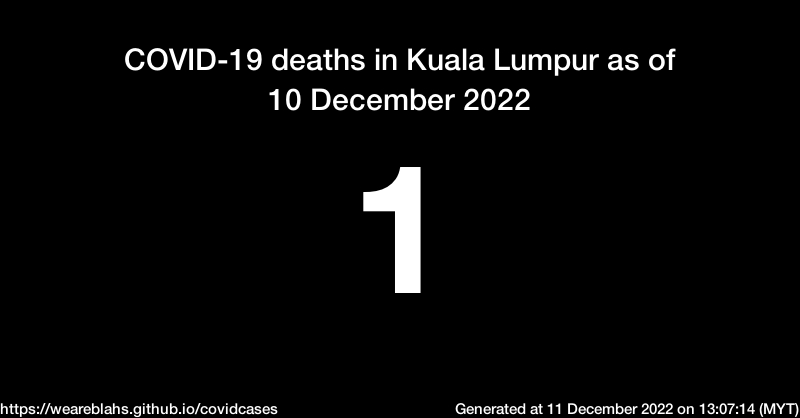 COVID-19 deaths in Kuala Lumpur as of
10 December 2022
1
https://weareblahs.github.io/covidcases
Generated at 11 December 2022 on 13:07:14 (MYT)